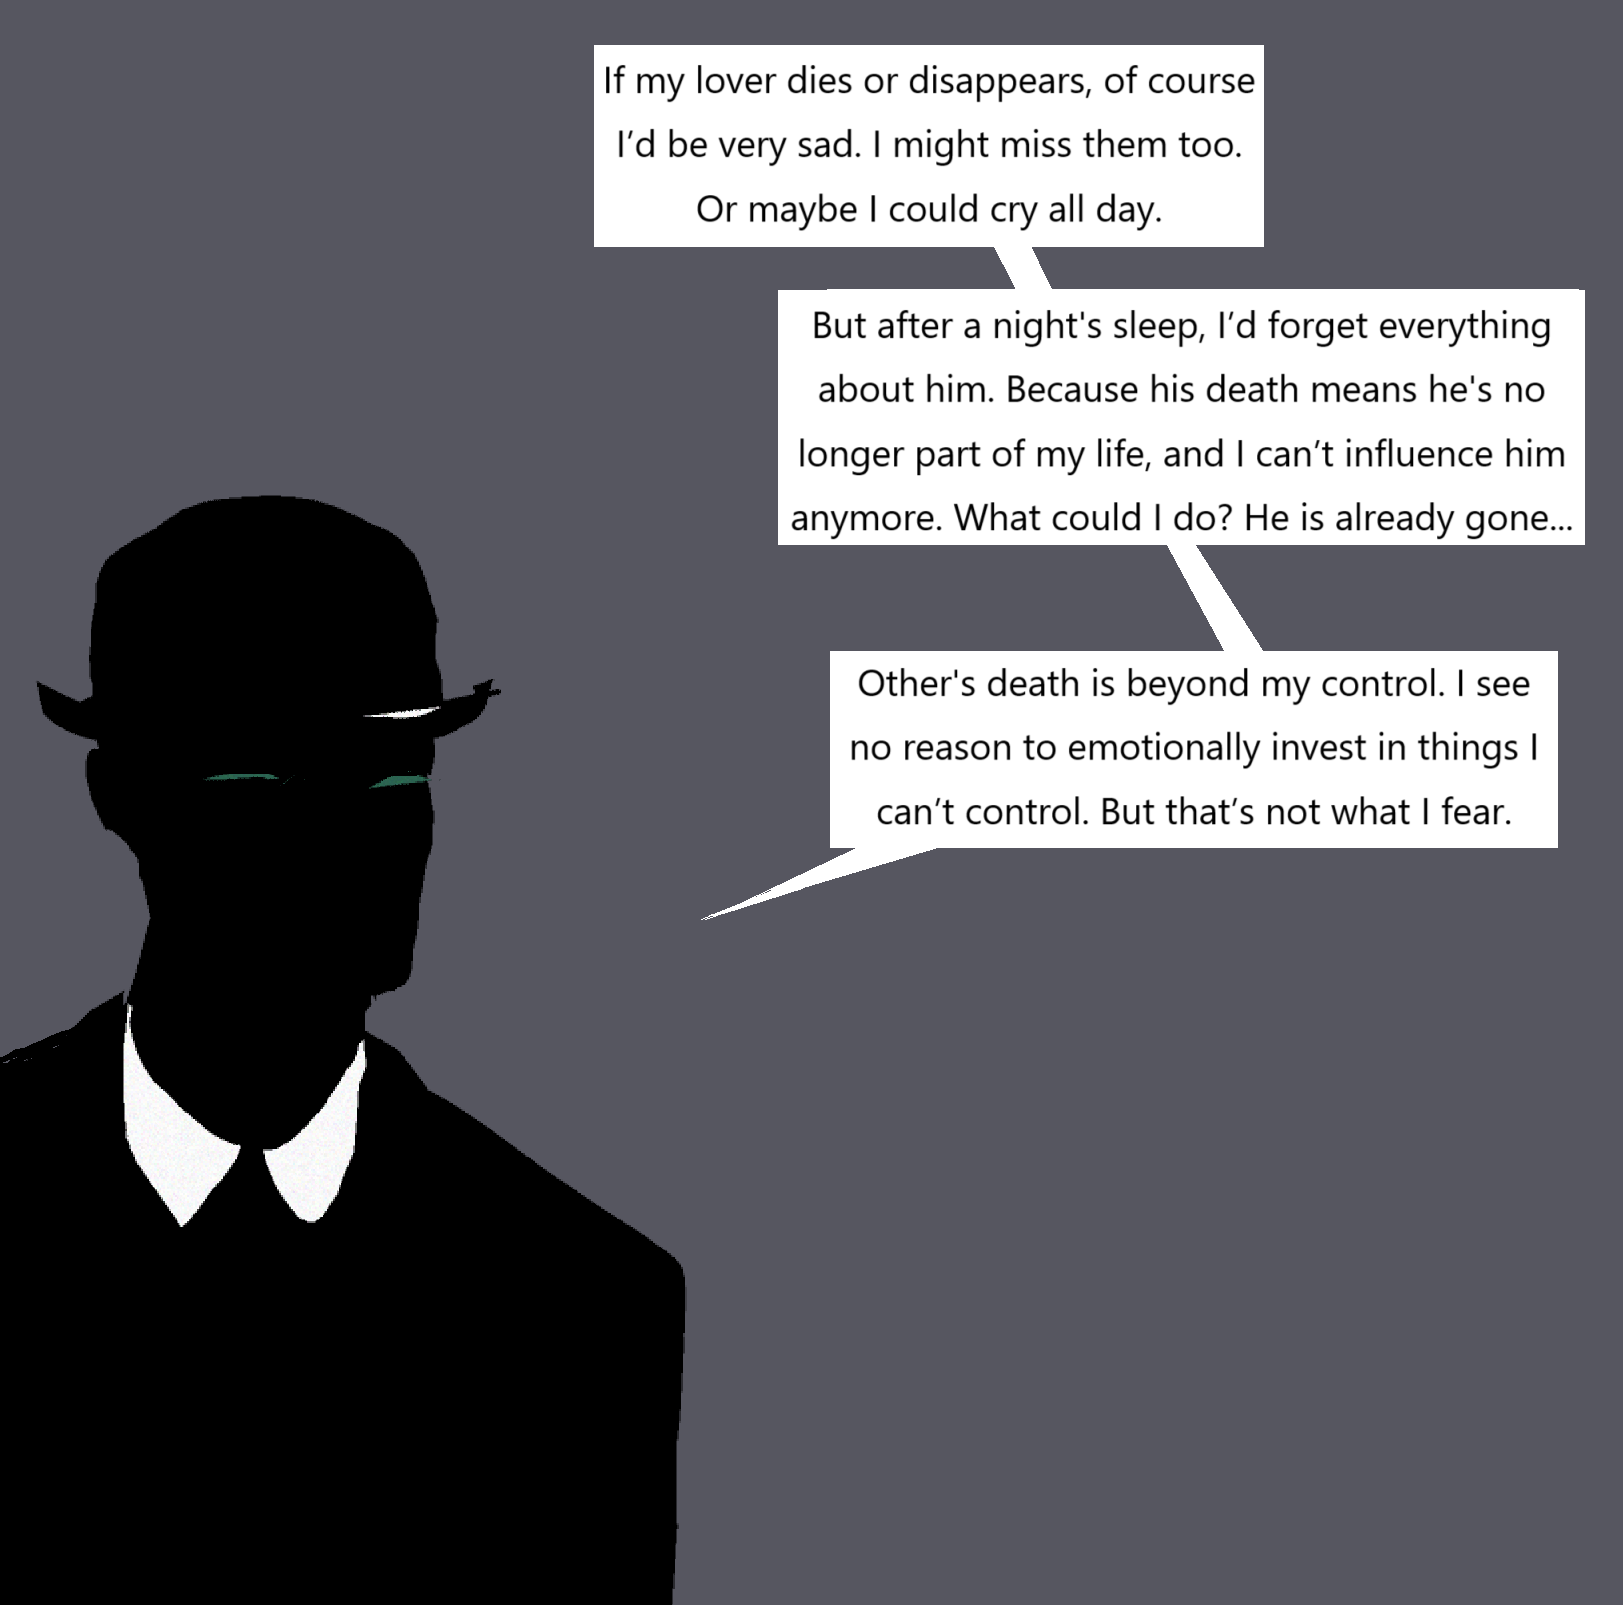 If my lover dies or disappears, of course
I’d be very sad. I might miss them too.
Or maybe I could cry all day.
But after a night's sleep, I’d forget everything
about him. Because his death means he's no
longer part of my life, and I can’t influence him
anymore. What could I do? He is already gone...
Other's death is beyond my control. I see
no reason to emotionally invest in things I
can’t control. But that’s not what I fear.